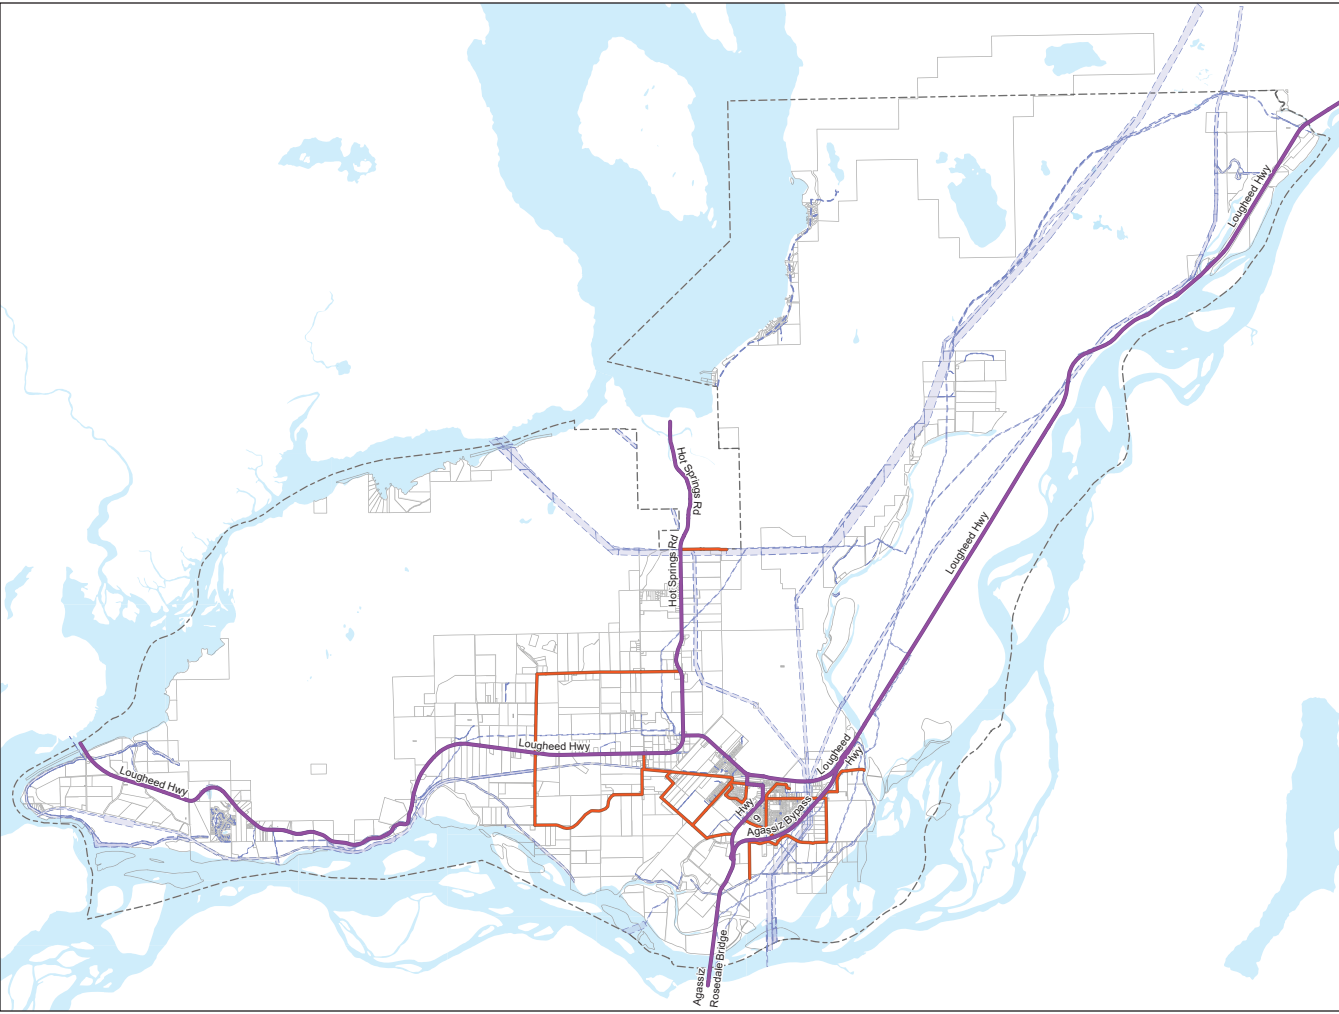 Lougheed Hwy
Hot Springs Rd
Hot Springs Rd
Lougheed Hwy
Lougheed Hwy
Lougheed
Hwy
Lougheed Hwy
Hwy
9
Agassiz Bypass
Agassiz
Rosedale Bridge